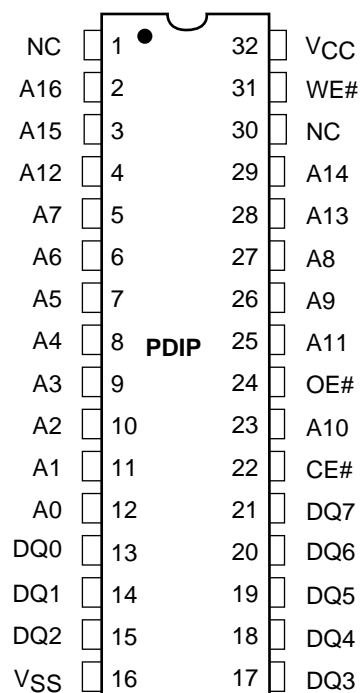 NC 1 32 VCC
A16 2 31 WE#
A15 3 30 NC
A12 4 29 A14
A7 5 28 A13
A6 6 27 A8
A5 7 26 A9
A4 8 PDIP 25 A11
A3 9 24 OE#
A2 10 23 A10
A1 11 22 CE#
A0 12 21 DQ7
DQ0 13 20 DQ6
DQ1 14 19 DQ5
DQ2 15 18 DQ4
VSS 16 17 DQ3